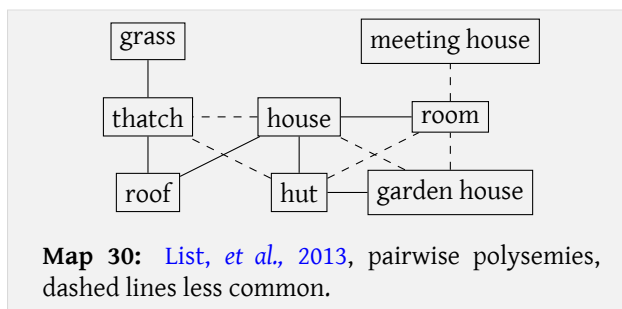 grass
meeting house
thatch
house
room
roof
hut
garden house
Map 30: List, et al., 2013, pairwise polysemies,
dashed lines less common.